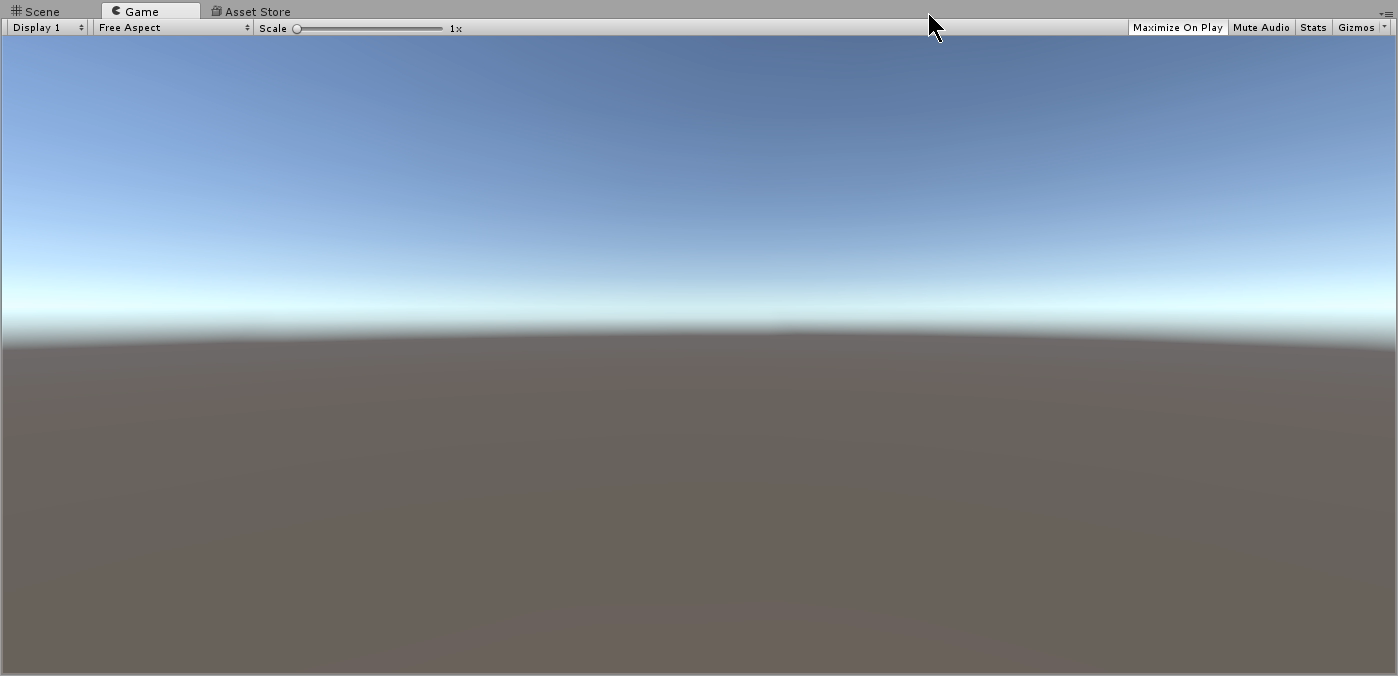 Scene Game Asset Store
Display 1 Free Aspect Scale 1x Maximize On Play Mute Audio Stats Gizmos